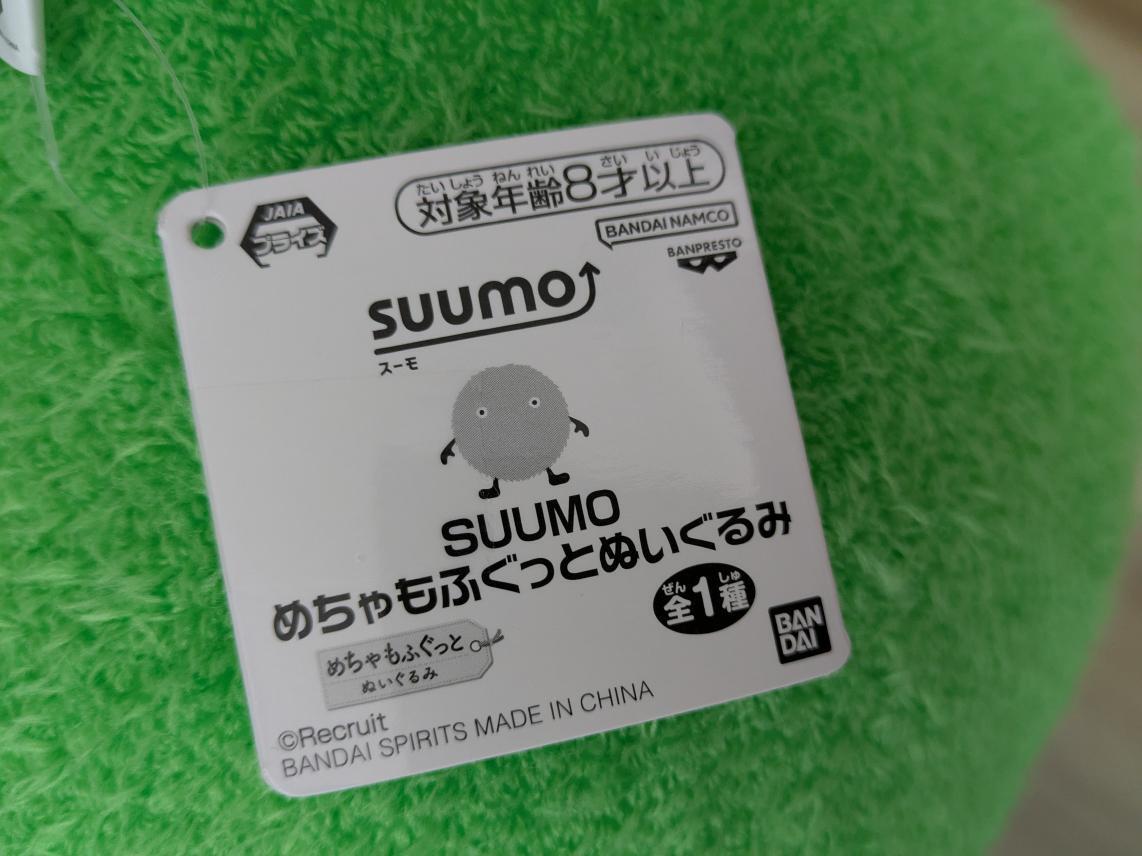 JAIA
プライズ
たいしょう ねんれい さい いじょう
対象年齢8才以上
BANDAI NAMCO
BANPRESTO
suumo
スーモ
SUUMO
めちゃもふぐっとぬいぐるみ
ぜん しゅ
全1種
めちゃもふぐっと
ぬいぐるみ
BAN
DAI
©Recruit
BANDAI SPIRITS MADE IN CHINA